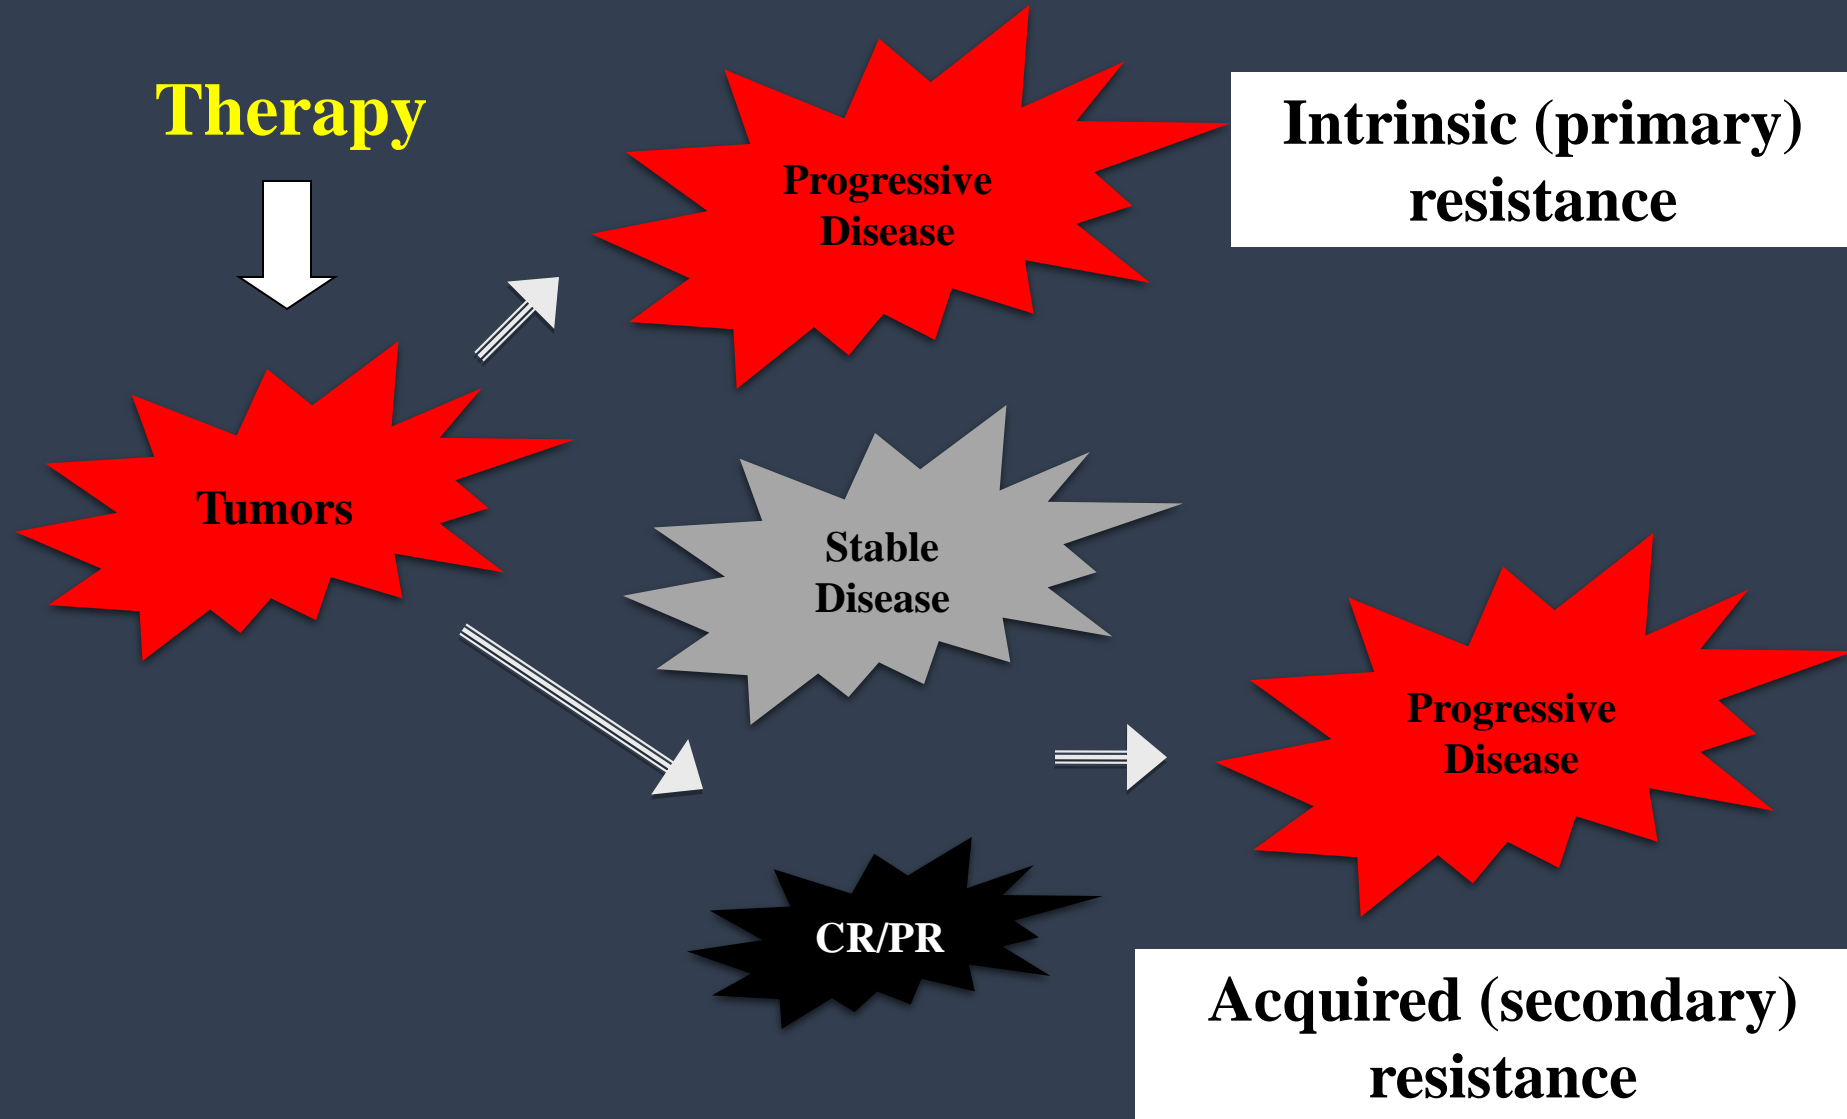 Therapy
Progressive
Disease
Intrinsic (primary)
resistance
Tumors
Stable
Disease
Progressive
Disease
CR/PR
Acquired (secondary)
resistance